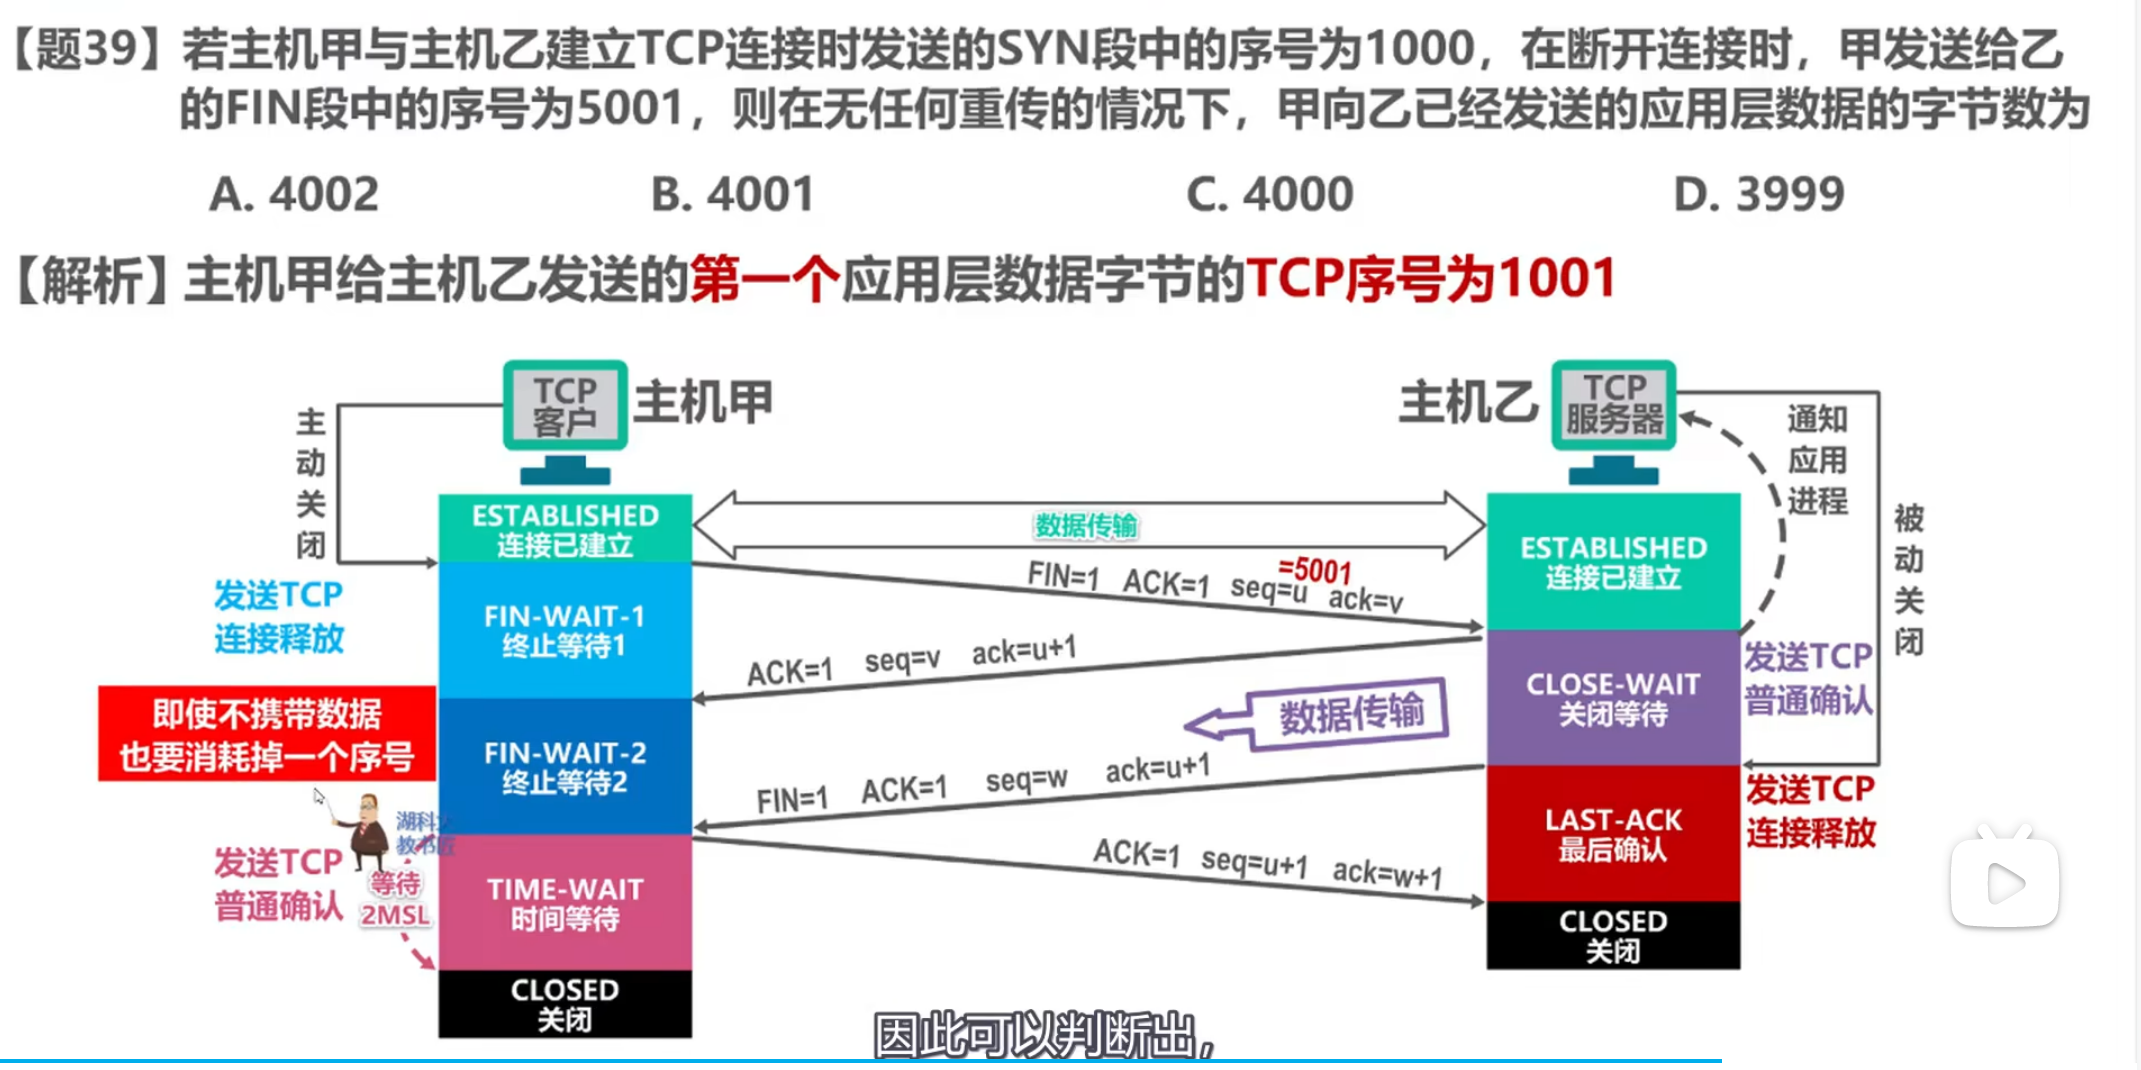 【题39】若主机甲与主机乙建立TCP连接时发送的SYN段中的序号为1000，在断开连接时，甲发送给乙
的FIN段中的序号为5001，则在无任何重传的情况下，甲向乙已经发送的应用层数据的字节数为
A. 4002 B. 4001 C. 4000 D. 3999
【解析】主机甲给主机乙发送的第一个应用层数据字节的TCP序号为1001
TCP
客户
主机甲
主机乙
TCP
服务器
主动关闭
通知
应用
进程
被动关闭
ESTABLISHED
连接已建立
数据传输
ESTABLISHED
连接已建立
=5001
FIN=1 ACK=1 seq=u ack=v
发送TCP
连接释放
FIN-WAIT-1
终止等待1
ACK=1 seq=v ack=u+1
CLOSE-WAIT
关闭等待
发送TCP
普通确认
即使不携带数据
也要消耗掉一个序号
数据传输
FIN-WAIT-2
终止等待2
FIN=1 ACK=1 seq=w ack=u+1
发送TCP
连接释放
LAST-ACK
最后确认
湖科
教书匠
发送TCP
普通确认
等待
2MSL
TIME-WAIT
时间等待
ACK=1 seq=u+1 ack=w+1
CLOSED
关闭
CLOSED
关闭
因此可以判断出，